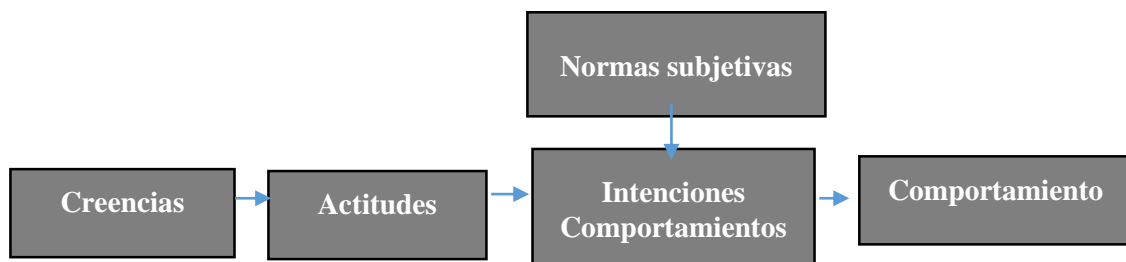 Normas subjetivas
Creencias
Actitudes
Intenciones
Comportamientos
Comportamiento